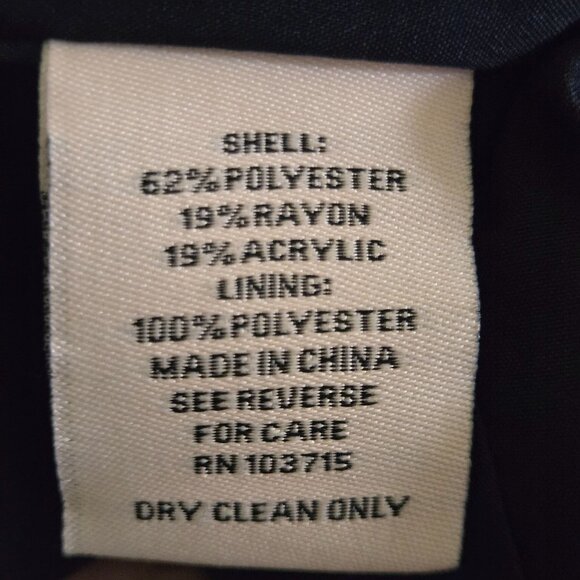 SHELL:
62% POLYESTER
19% RAYON
19% ACRYLIC
LINING:
100% POLYESTER
MADE IN CHINA
SEE REVERSE
FOR CARE
RN 103715
DRY CLEAN ONLY